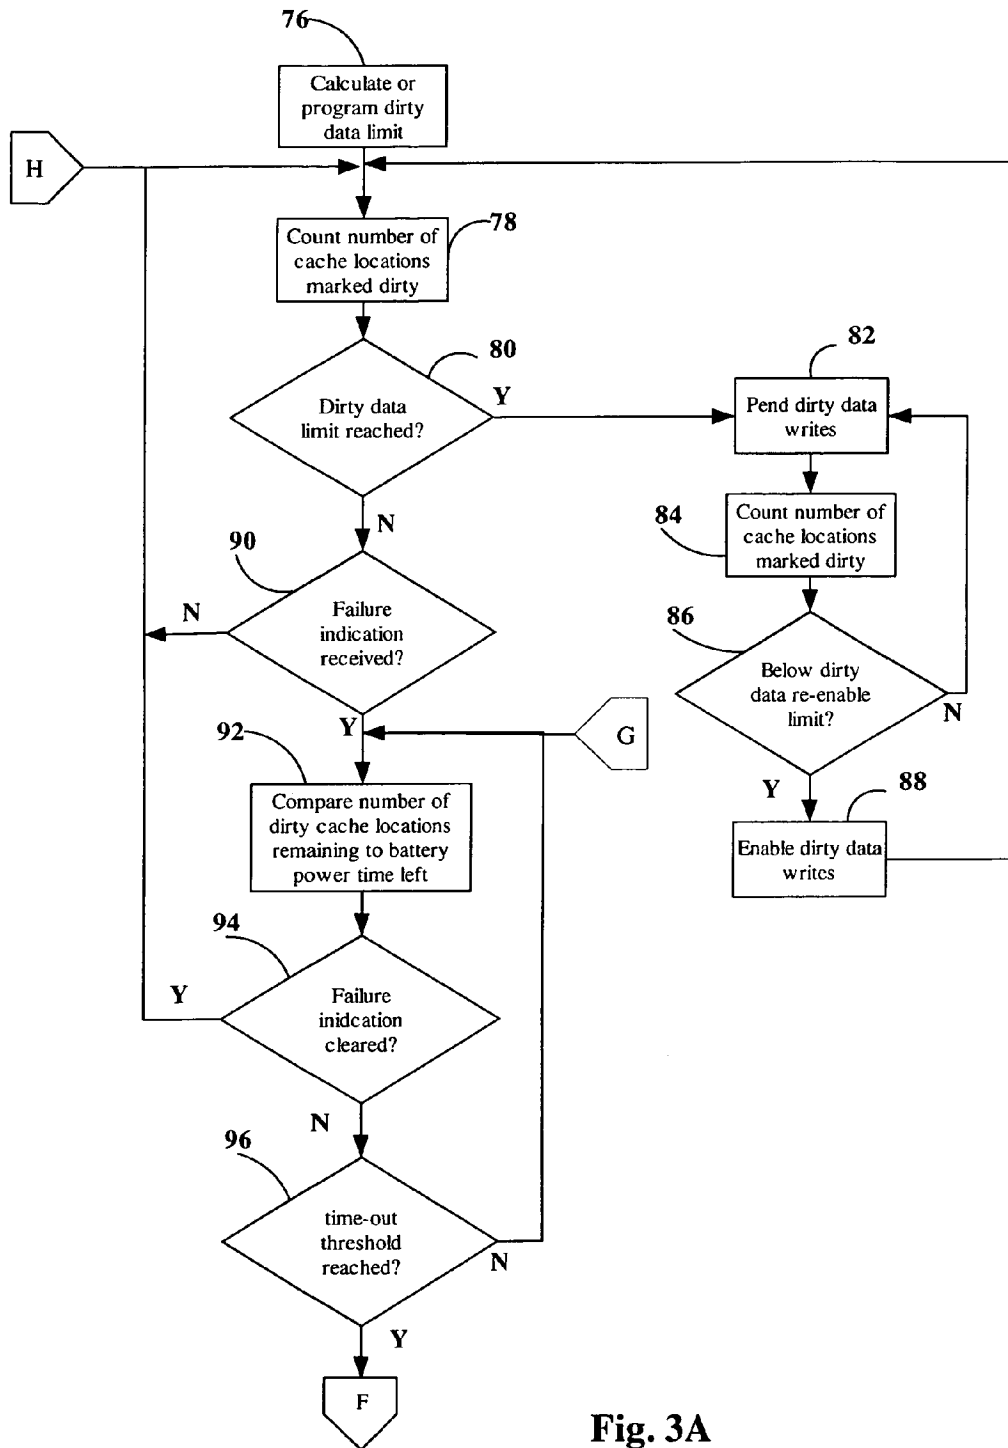 76
Calculate or
program dirty
data limit
H
78
Count number of
cache locations
marked dirty
80
Dirty data
limit reached?
Y
N
82
Pend dirty data
writes
84
Count number of
cache locations
marked dirty
86
Below dirty
data re-enable
limit?
N
Y
88
Enable dirty data
writes
90
Failure
indication
received?
N
Y
G
92
Compare number of
dirty cache locations
remaining to battery
power time left
94
Failure
inidcation
cleared?
Y
N
96
time-out
threshold
reached?
N
Y
F
Fig. 3A